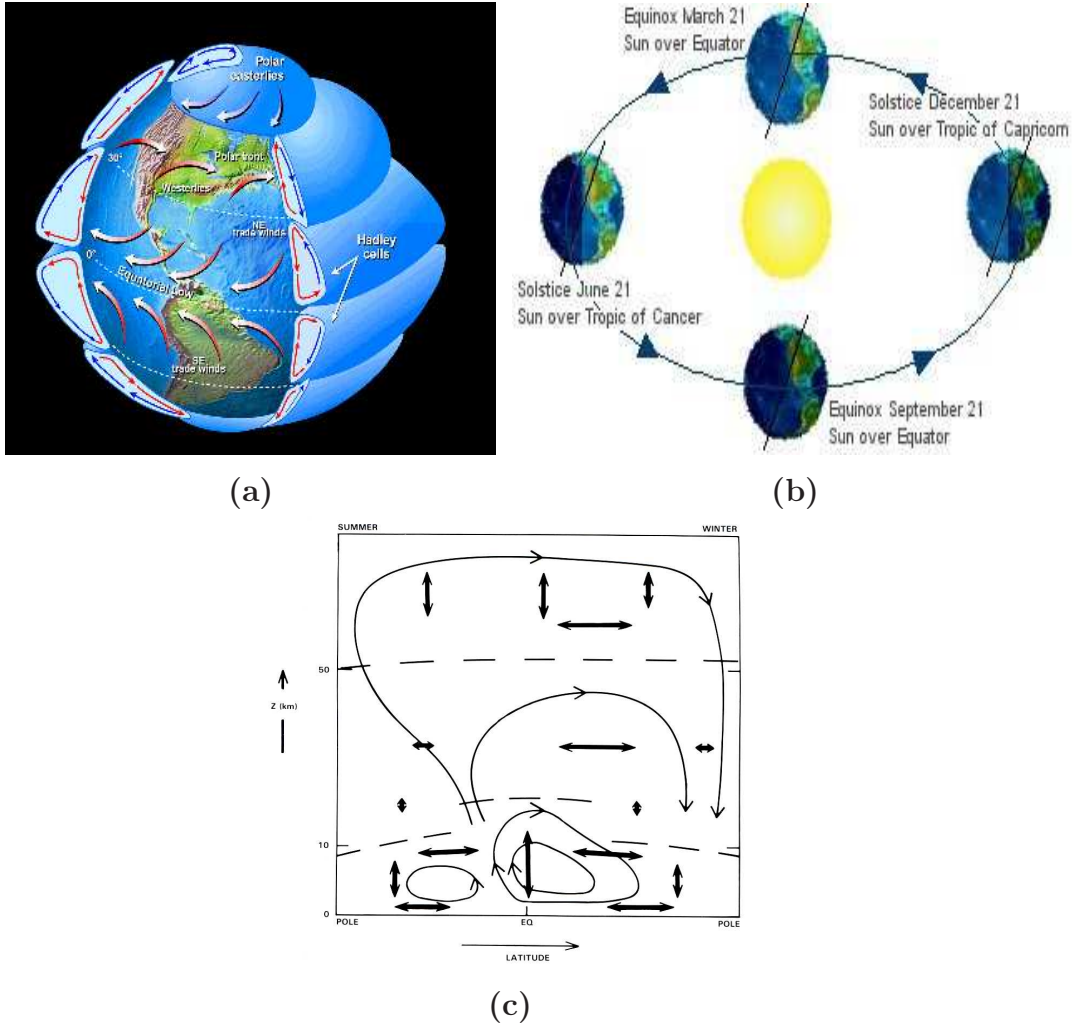 Polar
easterlies
30°
Polar front
Westerlies
NE
trade winds
Hadley
cells
0°
Equatorial flow
SE
trade winds
(a)
Equinox March 21
Sun over Equator
Solstice December 21
Sun over Tropic of Capricorn
Solstice June 21
Sun over Tropic of Cancer
Equinox September 21
Sun over Equator
(b)
SUMMER
WINTER
50
Z (km)
10
0
POLE
EQ
POLE
LATITUDE
(c)